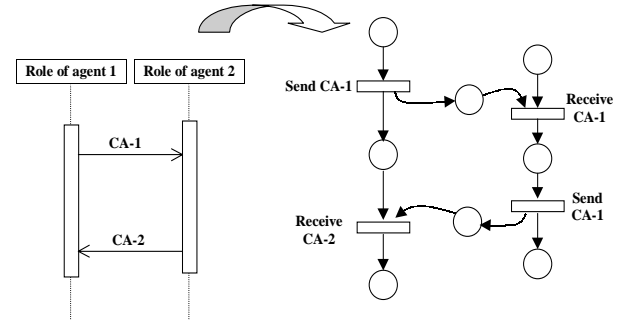 Role of agent 1
Role of agent 2
CA-1
CA-2
Send CA-1
Receive
CA-1
Send
CA-1
Receive
CA-2